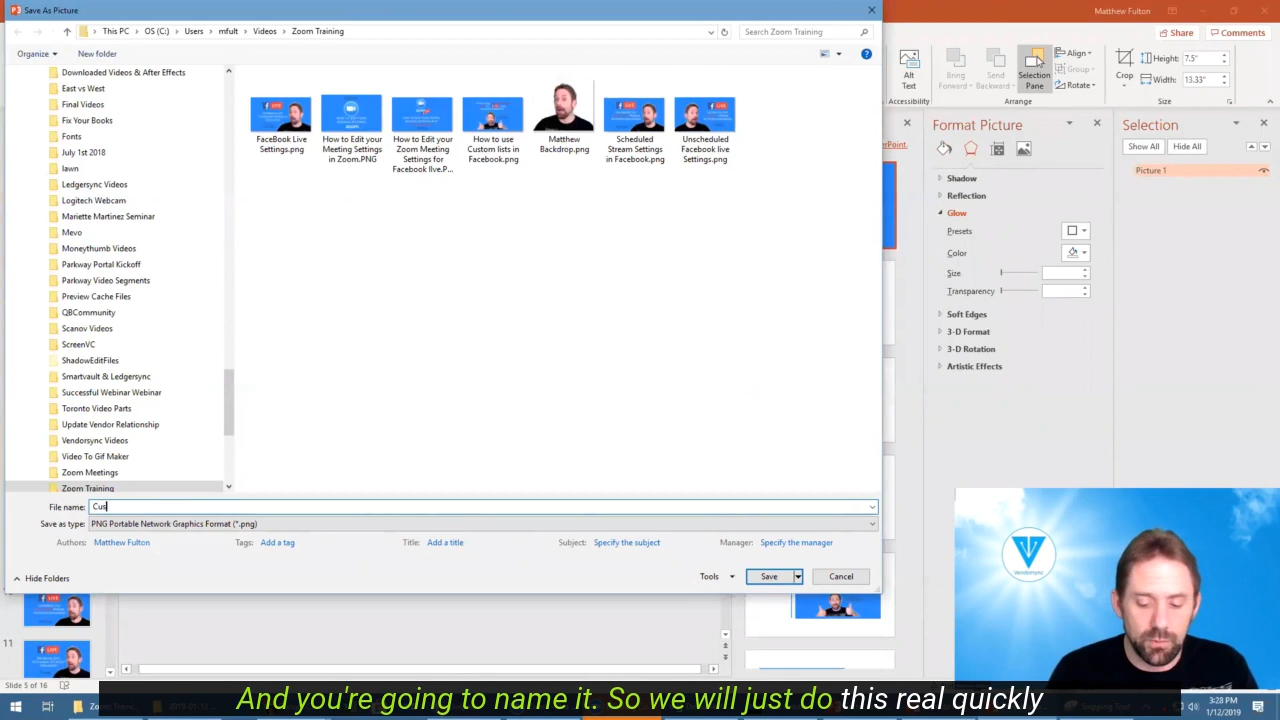 Save As Picture
Matthew Fulton
This PC > OS (C:) > Users > mfult > Videos > Zoom Training
Search Zoom Training
Share
Comments
Organize
New folder
Alt Text
Bring Forward
Send Backward
Selection Pane
Align
Group
Rotate
Crop
Height: 7.5"
Width: 13.33"
Accessibility
Arrange
Size
Downloaded Videos & After Effects
East vs West
Final Videos
Fix Your Books
Fonts
July 1st 2018
lawn
Ledgersync Videos
Logitech Webcam
Mariette Martinez Seminar
Mevo
Moneythumb Videos
Parkway Portal Kickoff
Parkway Video Segments
Preview Cache Files
QBCommunity
Scanov Videos
ScreenVC
ShadowEditFiles
Smartvault & Ledgersync
Successful Webinar Webinar
Toronto Video Parts
Update Vendor Relationship
Vendorsync Videos
Video To Gif Maker
Zoom Meetings
Zoom Training
FaceBook Live Settings.png
How to Edit your Meeting Settings in Zoom.PNG
How to Edit your Zoom Meeting Settings for Facebook llve.P...
How to use Custom lists in Facebook.png
Matthew Backdrop.png
Scheduled Stream Settings in Facebook.png
Unscheduled Facebook live Settings.png
Format Picture
Shadow
Reflection
Glow
Presets
Color
Size
Transparency
Soft Edges
3-D Format
3-D Rotation
Artistic Effects
Selection
Show All
Hide All
Picture 1
File name: Cus
Save as type: PNG Portable Network Graphics Format (*.png)
Authors: Matthew Fulton
Tags: Add a tag
Title: Add a title
Subject: Specify the subject
Manager: Specify the manager
Hide Folders
Tools
Save
Cancel
Vendorsync
LIVE
11
LIVE
Slide 5 of 16
And you're going to name it. So we will just do this real quickly
3:28 PM
1/12/2019